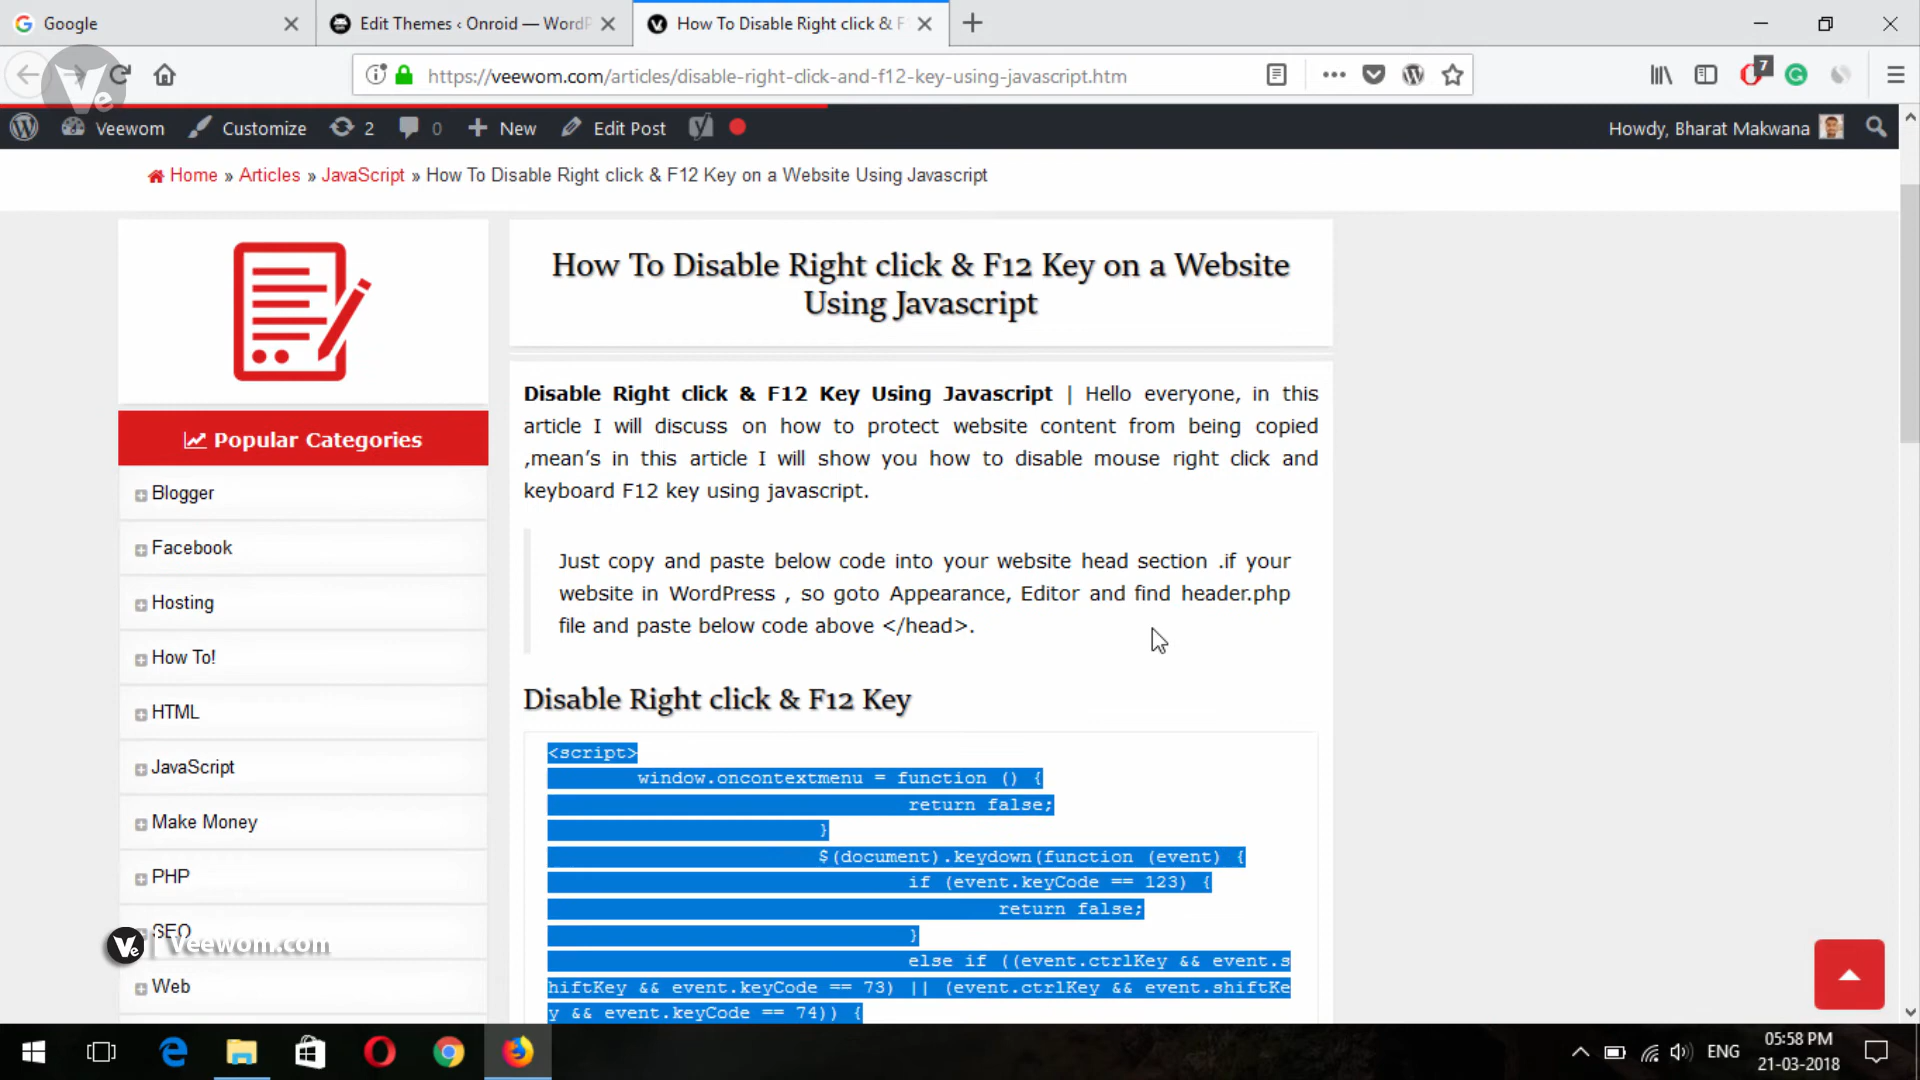 Google
Edit Themes ‹ Onroid — WordP
How To Disable Right click & F
https://veewom.com/articles/disable-right-click-and-f12-key-using-javascript.htm
7
Veewom
Customize
2
0
New
Edit Post
Howdy, Bharat Makwana
Home » Articles » JavaScript » How To Disable Right click & F12 Key on a Website Using Javascript
How To Disable Right click & F12 Key on a Website
Using Javascript
Disable Right click & F12 Key Using Javascript | Hello everyone, in this
article I will discuss on how to protect website content from being copied
,mean’s in this article I will show you how to disable mouse right click and
keyboard F12 key using javascript.
Just copy and paste below code into your website head section .if your
website in WordPress , so goto Appearance, Editor and find header.php
file and paste below code above </head>.
Disable Right click & F12 Key
<script>
window.oncontextmenu = function () {
return false;
}
$(document).keydown(function (event) {
if (event.keyCode == 123) {
return false;
}
else if ((event.ctrlKey && event.s
hiftKey && event.keyCode == 73) || (event.ctrlKey && event.shiftKe
y && event.keyCode == 74)) {
Popular Categories
Blogger
Facebook
Hosting
How To!
HTML
JavaScript
Make Money
PHP
SEO
Web
Ve | Veewom.com
Ve
ENG
05:58 PM
21-03-2018